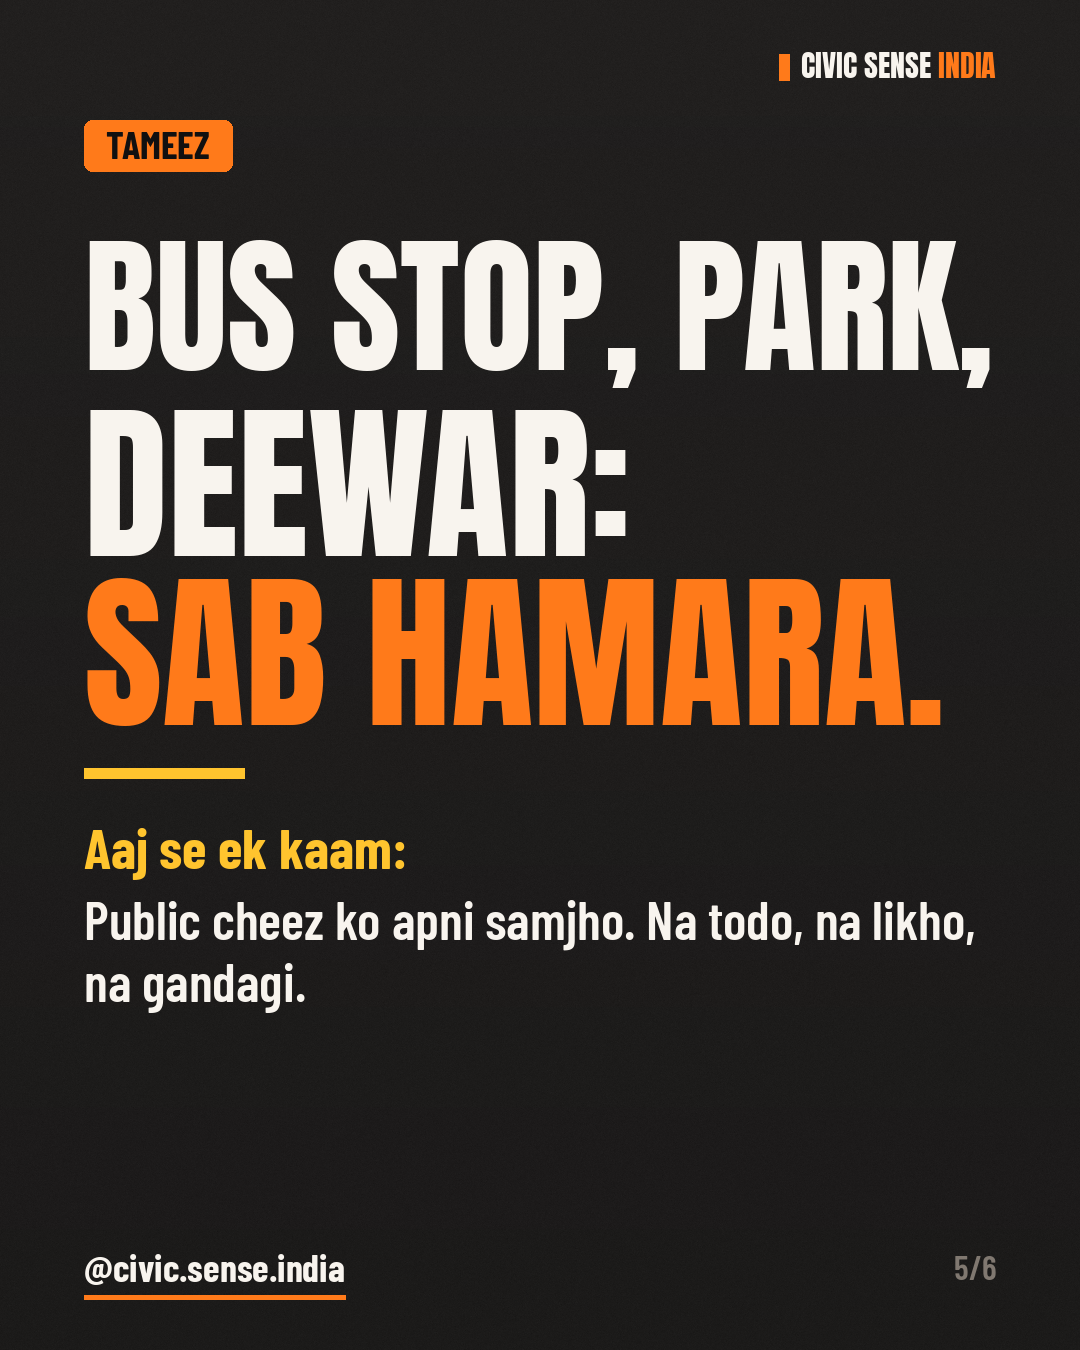 CIVIC SENSE INDIA
TAMEEZ
BUS STOP, PARK,
DEEWAR:
SAB HAMARA.
Aaj se ek kaam:
Public cheez ko apni samjho. Na todo, na likho,
na gandagi.
@civic.sense.india
5/6